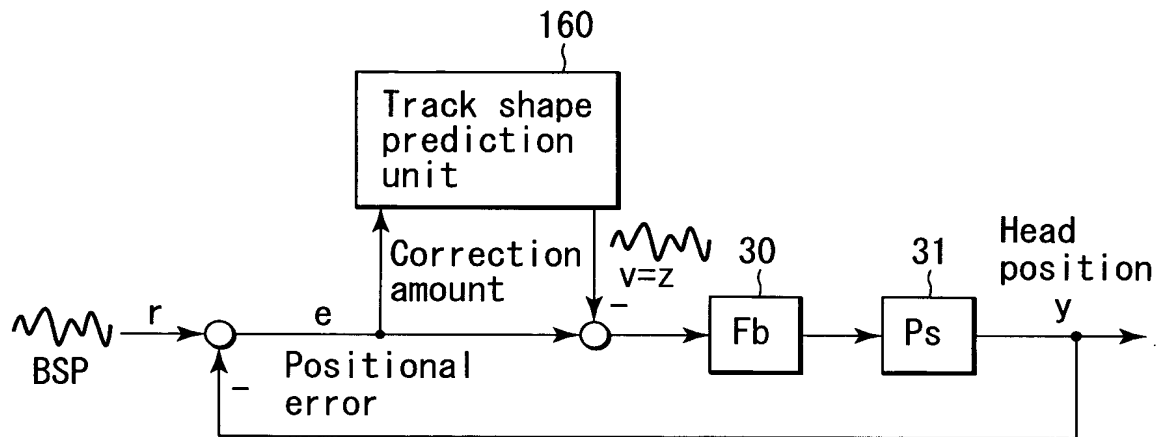 160
Track shape
prediction
unit
Correction
amount
v=z
−
30
Fb
31
Ps
Head
position
y
BSP
r
e
Positional
error
−